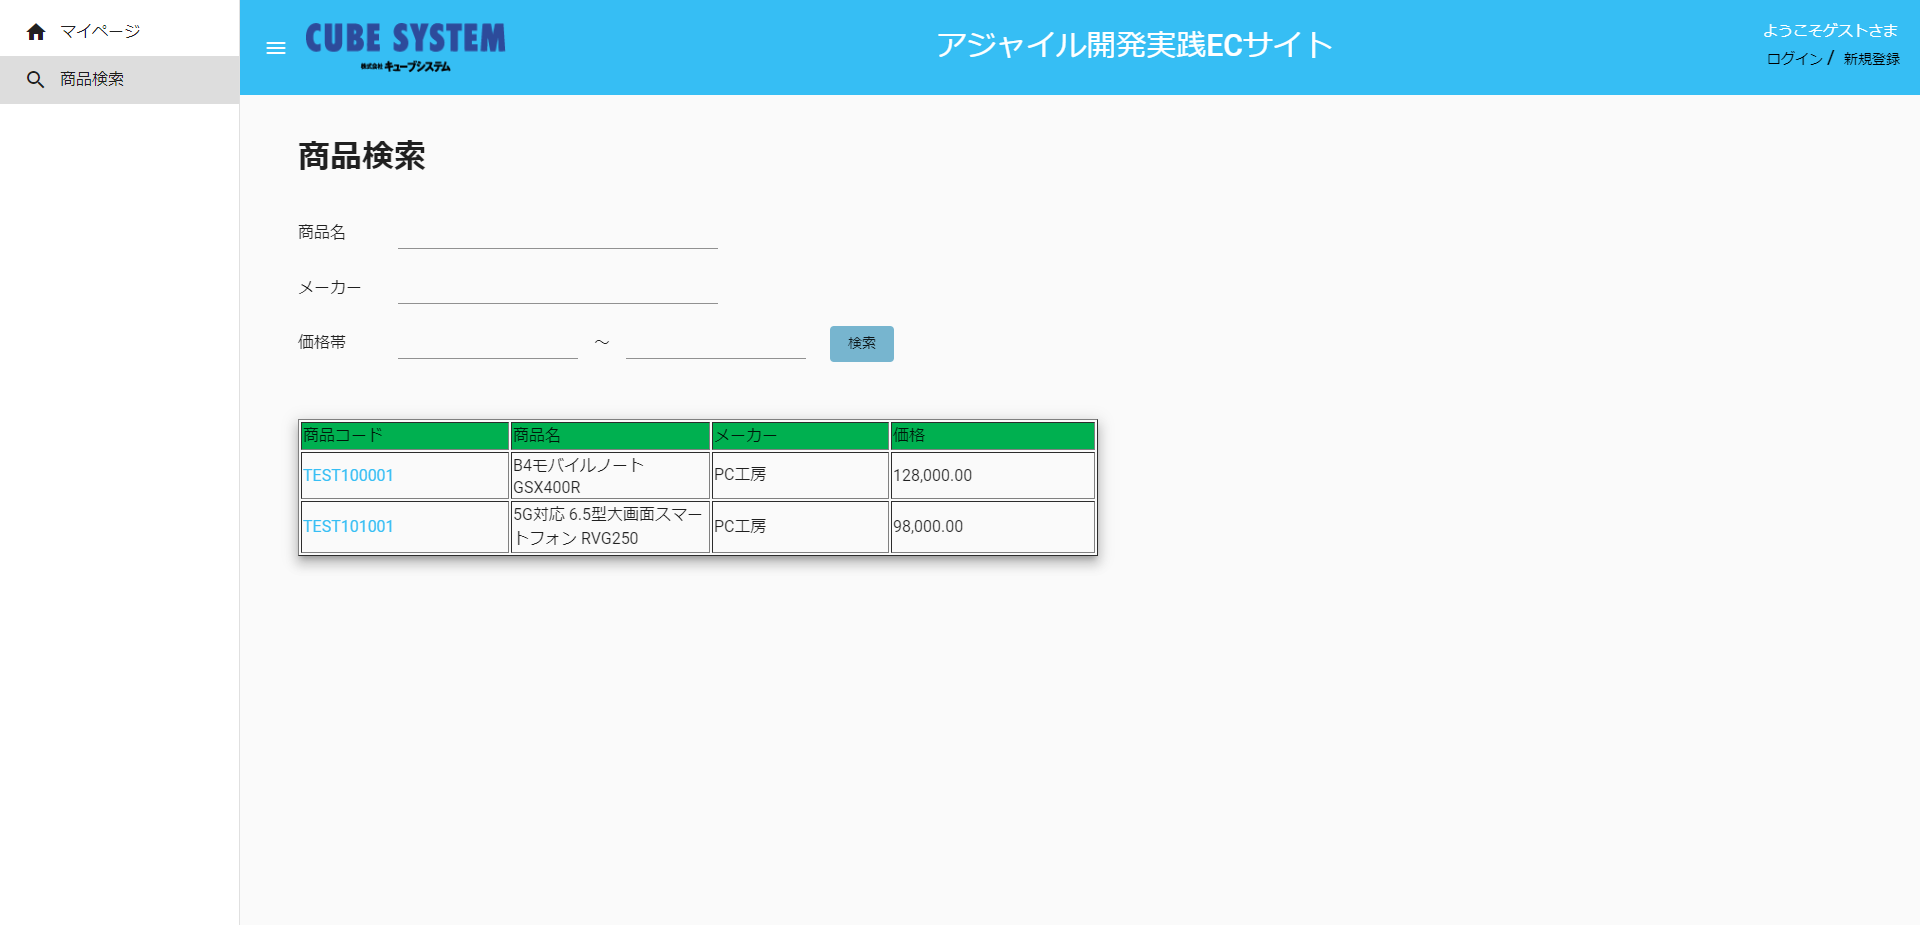 マイページ
商品検索
CUBE SYSTEM
株式会社 キューブシステム
アジャイル開発実践ECサイト
ようこそゲストさま
ログイン / 新規登録
商品検索
商品名
メーカー
価格帯 ～ 検索
商品コード 商品名 メーカー 価格
TEST100001 B4モバイルノート PC工房 128,000.00
GSX400R
TEST101001 5G対応 6.5型大画面スマー PC工房 98,000.00
トフォン RVG250